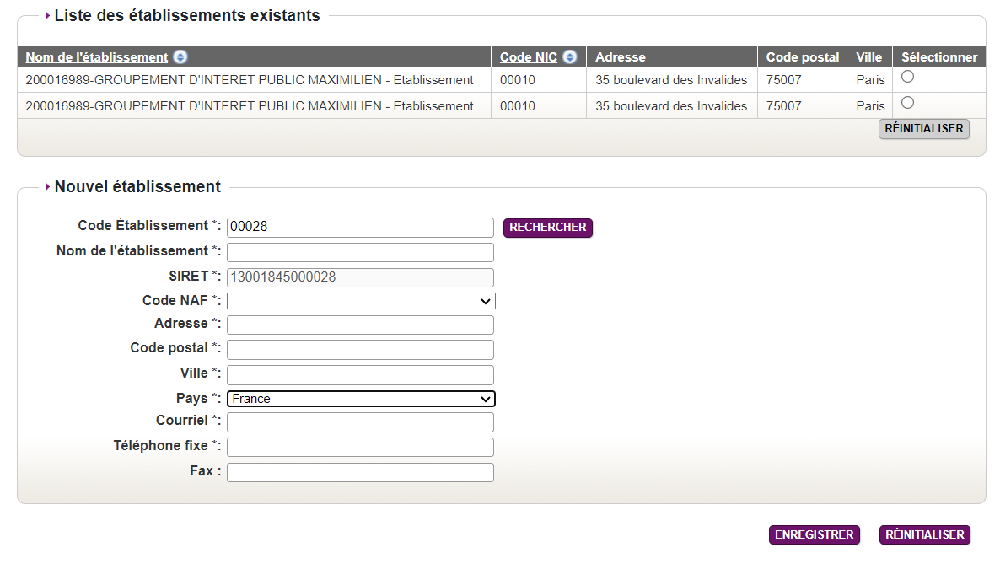 Liste des établissements existants
Nom de l'établissement Code NIC Adresse Code postal Ville Sélectionner
200016989-GROUPEMENT D'INTERET PUBLIC MAXIMILIEN - Etablissement 00010 35 boulevard des Invalides 75007 Paris
200016989-GROUPEMENT D'INTERET PUBLIC MAXIMILIEN - Etablissement 00010 35 boulevard des Invalides 75007 Paris
RÉINITIALISER
Nouvel établissement
Code Établissement *: 00028 RECHERCHER
Nom de l'établissement *:
SIRET *: 13001845000028
Code NAF *:
Adresse *:
Code postal *:
Ville *:
Pays *: France
Courriel *:
Téléphone fixe *:
Fax :
ENREGISTRER RÉINITIALISER